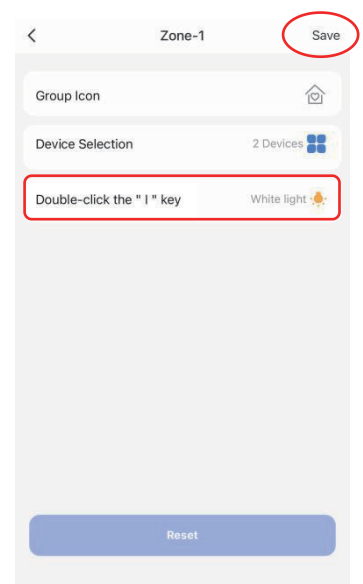 Zone-1 Save
Group Icon
Device Selection 2 Devices
Double-click the " I " key White light
Reset